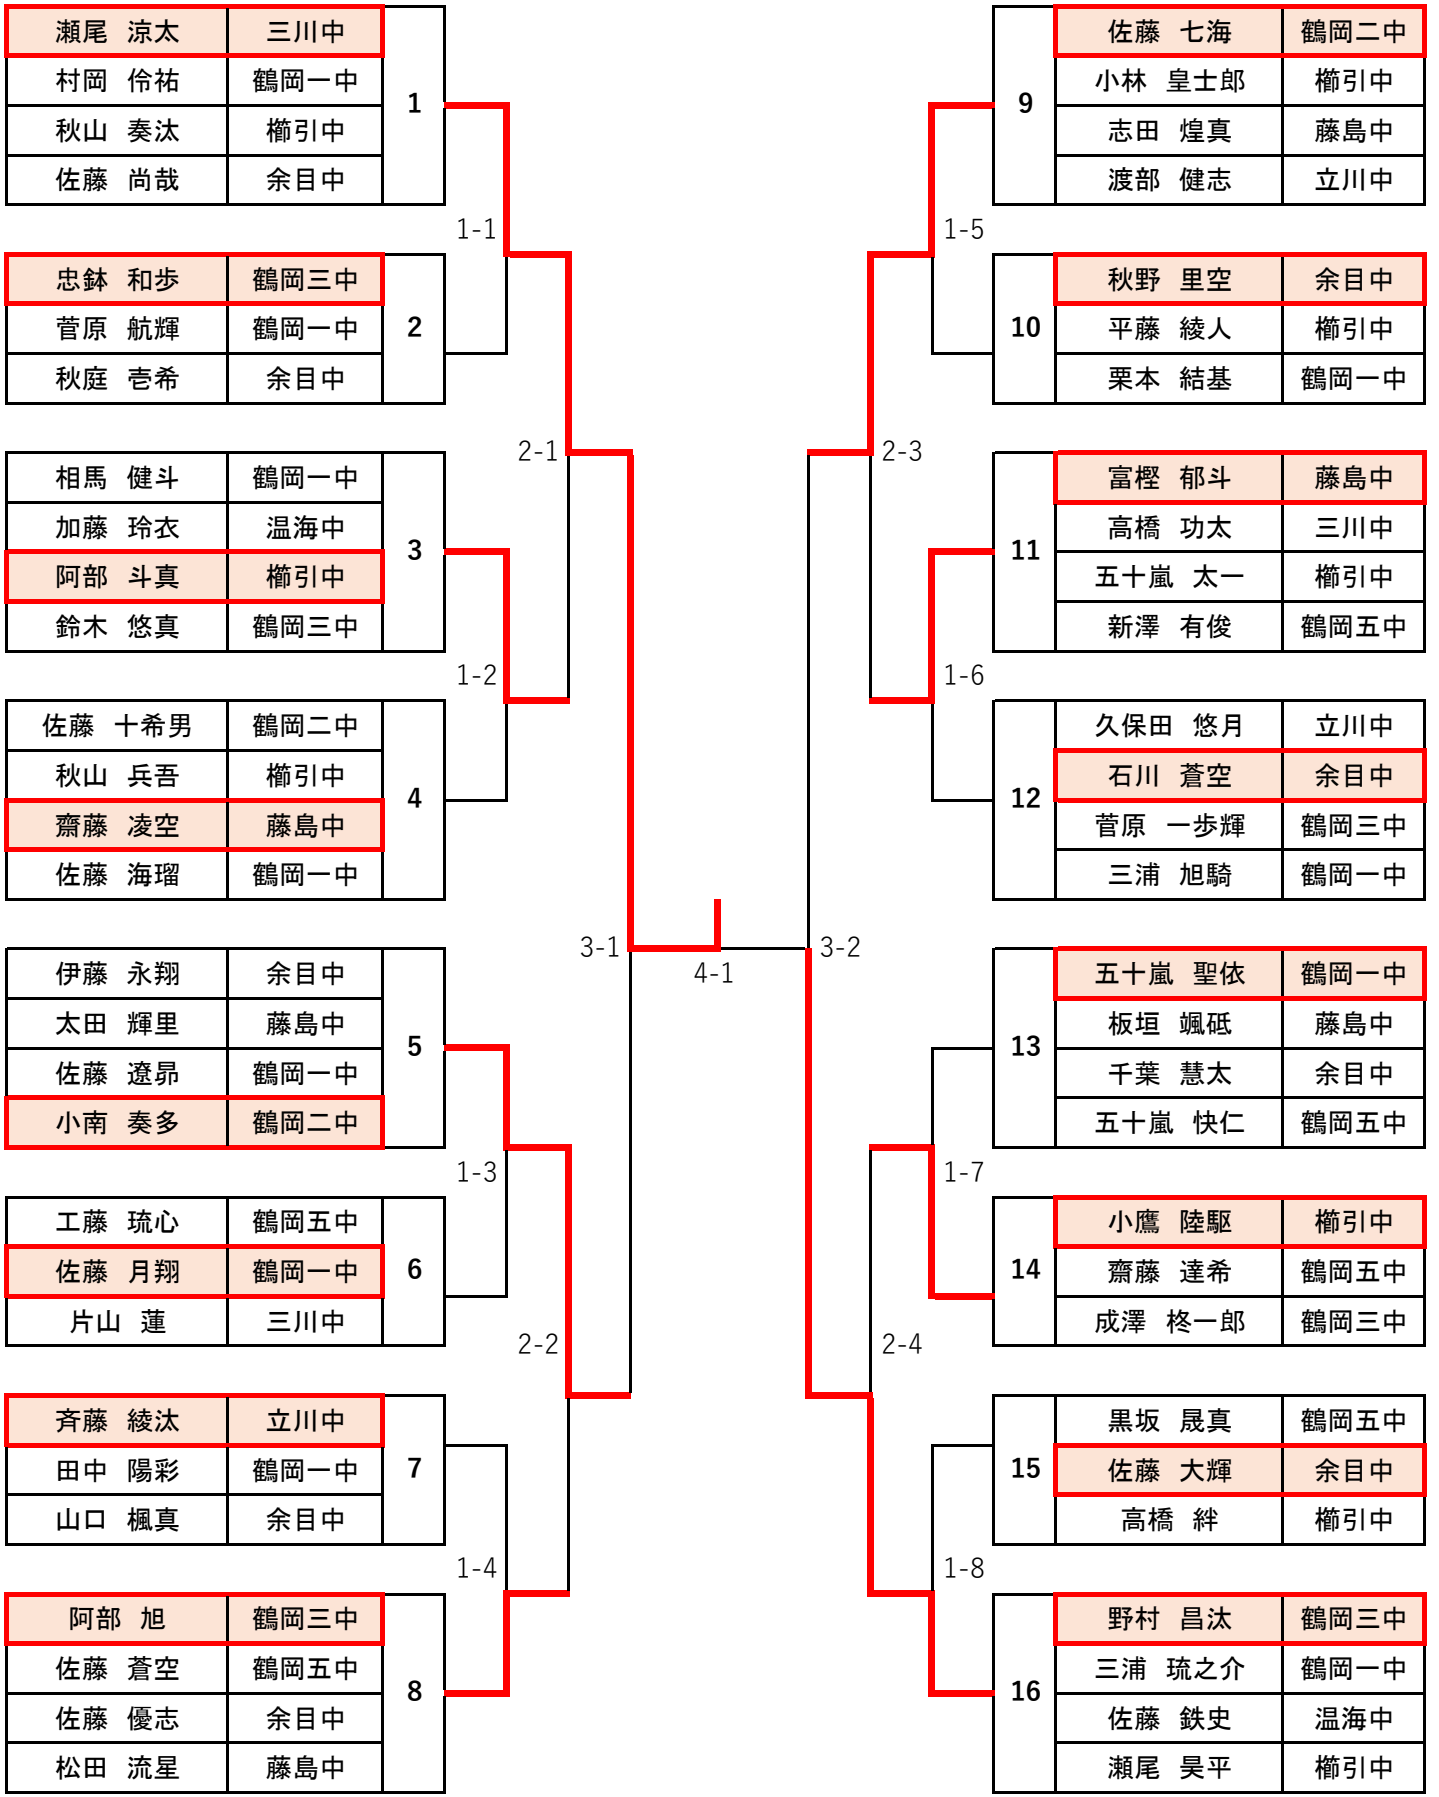 瀬尾 涼太 三川中
村岡 伶祐 鶴岡一中
秋山 奏汰 櫛引中
佐藤 尚哉 余目中
1
1-1
忠鉢 和歩 鶴岡三中
菅原 航輝 鶴岡一中
秋庭 壱希 余目中
2
2-1
相馬 健斗 鶴岡一中
加藤 玲衣 温海中
阿部 斗真 櫛引中
鈴木 悠真 鶴岡三中
3
1-2
佐藤 十希男 鶴岡二中
秋山 兵吾 櫛引中
齋藤 凌空 藤島中
佐藤 海瑠 鶴岡一中
4
3-1
伊藤 永翔 余目中
太田 輝里 藤島中
佐藤 遼昴 鶴岡一中
小南 奏多 鶴岡二中
5
1-3
工藤 琉心 鶴岡五中
佐藤 月翔 鶴岡一中
片山 蓮 三川中
6
2-2
斉藤 綾汰 立川中
田中 陽彩 鶴岡一中
山口 楓真 余目中
7
1-4
阿部 旭 鶴岡三中
佐藤 蒼空 鶴岡五中
佐藤 優志 余目中
松田 流星 藤島中
8
4-1
9
佐藤 七海 鶴岡二中
小林 皇士郎 櫛引中
志田 煌真 藤島中
渡部 健志 立川中
1-5
10
秋野 里空 余目中
平藤 綾人 櫛引中
栗本 結基 鶴岡一中
2-3
11
富樫 郁斗 藤島中
高橋 功太 三川中
五十嵐 太一 櫛引中
新澤 有俊 鶴岡五中
1-6
12
久保田 悠月 立川中
石川 蒼空 余目中
菅原 一歩輝 鶴岡三中
三浦 旭騎 鶴岡一中
3-2
13
五十嵐 聖依 鶴岡一中
板垣 颯砥 藤島中
千葉 慧太 余目中
五十嵐 快仁 鶴岡五中
1-7
14
小鷹 陸駆 櫛引中
齋藤 達希 鶴岡五中
成澤 柊一郎 鶴岡三中
2-4
15
黒坂 晟真 鶴岡五中
佐藤 大輝 余目中
高橋 絆 櫛引中
1-8
16
野村 昌汰 鶴岡三中
三浦 琉之介 鶴岡一中
佐藤 鉄史 温海中
瀬尾 昊平 櫛引中